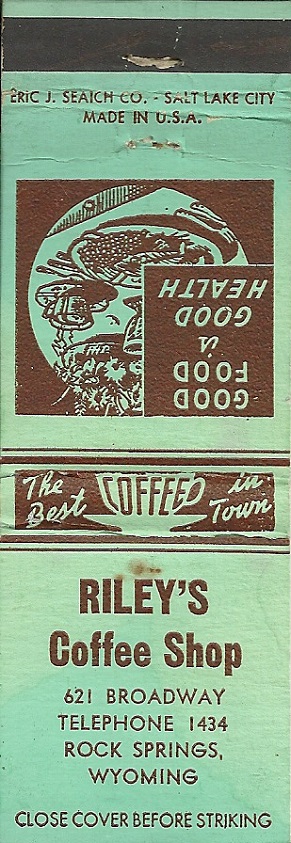 ERIC J. SEAICH CO. - SALT LAKE CITY
MADE IN U.S.A.
GOOD
FOOD
is
GOOD
HEALTH
The Best COFFEE in Town
RILEY'S
Coffee Shop
621 BROADWAY
TELEPHONE 1434
ROCK SPRINGS,
WYOMING
CLOSE COVER BEFORE STRIKING